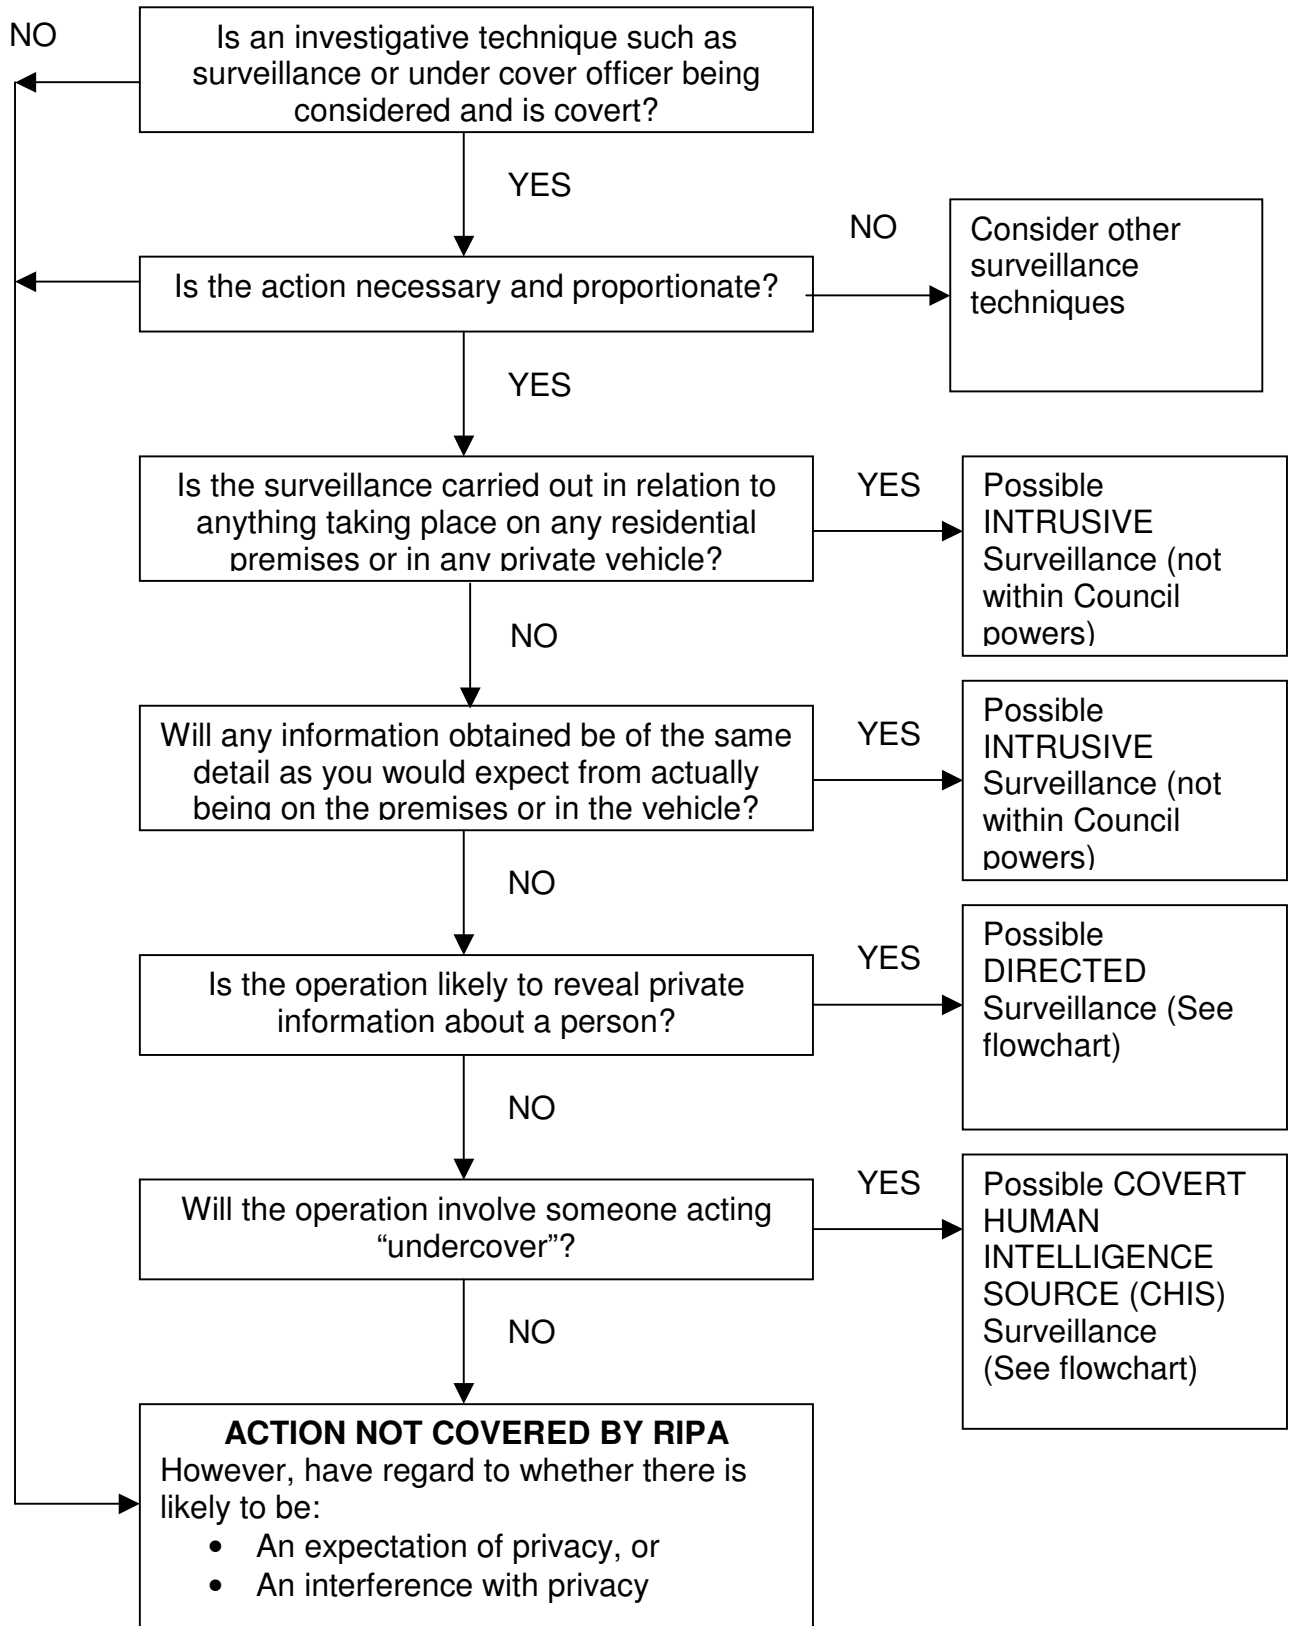 NO
Is an investigative technique such as
surveillance or under cover officer being
considered and is covert?
YES
NO
Consider other
surveillance
techniques
Is the action necessary and proportionate?
YES
Is the surveillance carried out in relation to
anything taking place on any residential
premises or in any private vehicle?
YES
Possible
INTRUSIVE
Surveillance (not
within Council
powers)
NO
Will any information obtained be of the same
detail as you would expect from actually
being on the premises or in the vehicle?
YES
Possible
INTRUSIVE
Surveillance (not
within Council
powers)
NO
Is the operation likely to reveal private
information about a person?
YES
Possible
DIRECTED
Surveillance (See
flowchart)
NO
Will the operation involve someone acting
“undercover”?
YES
Possible COVERT
HUMAN
INTELLIGENCE
SOURCE (CHIS)
Surveillance
(See flowchart)
NO
ACTION NOT COVERED BY RIPA
However, have regard to whether there is
likely to be:
• An expectation of privacy, or
• An interference with privacy